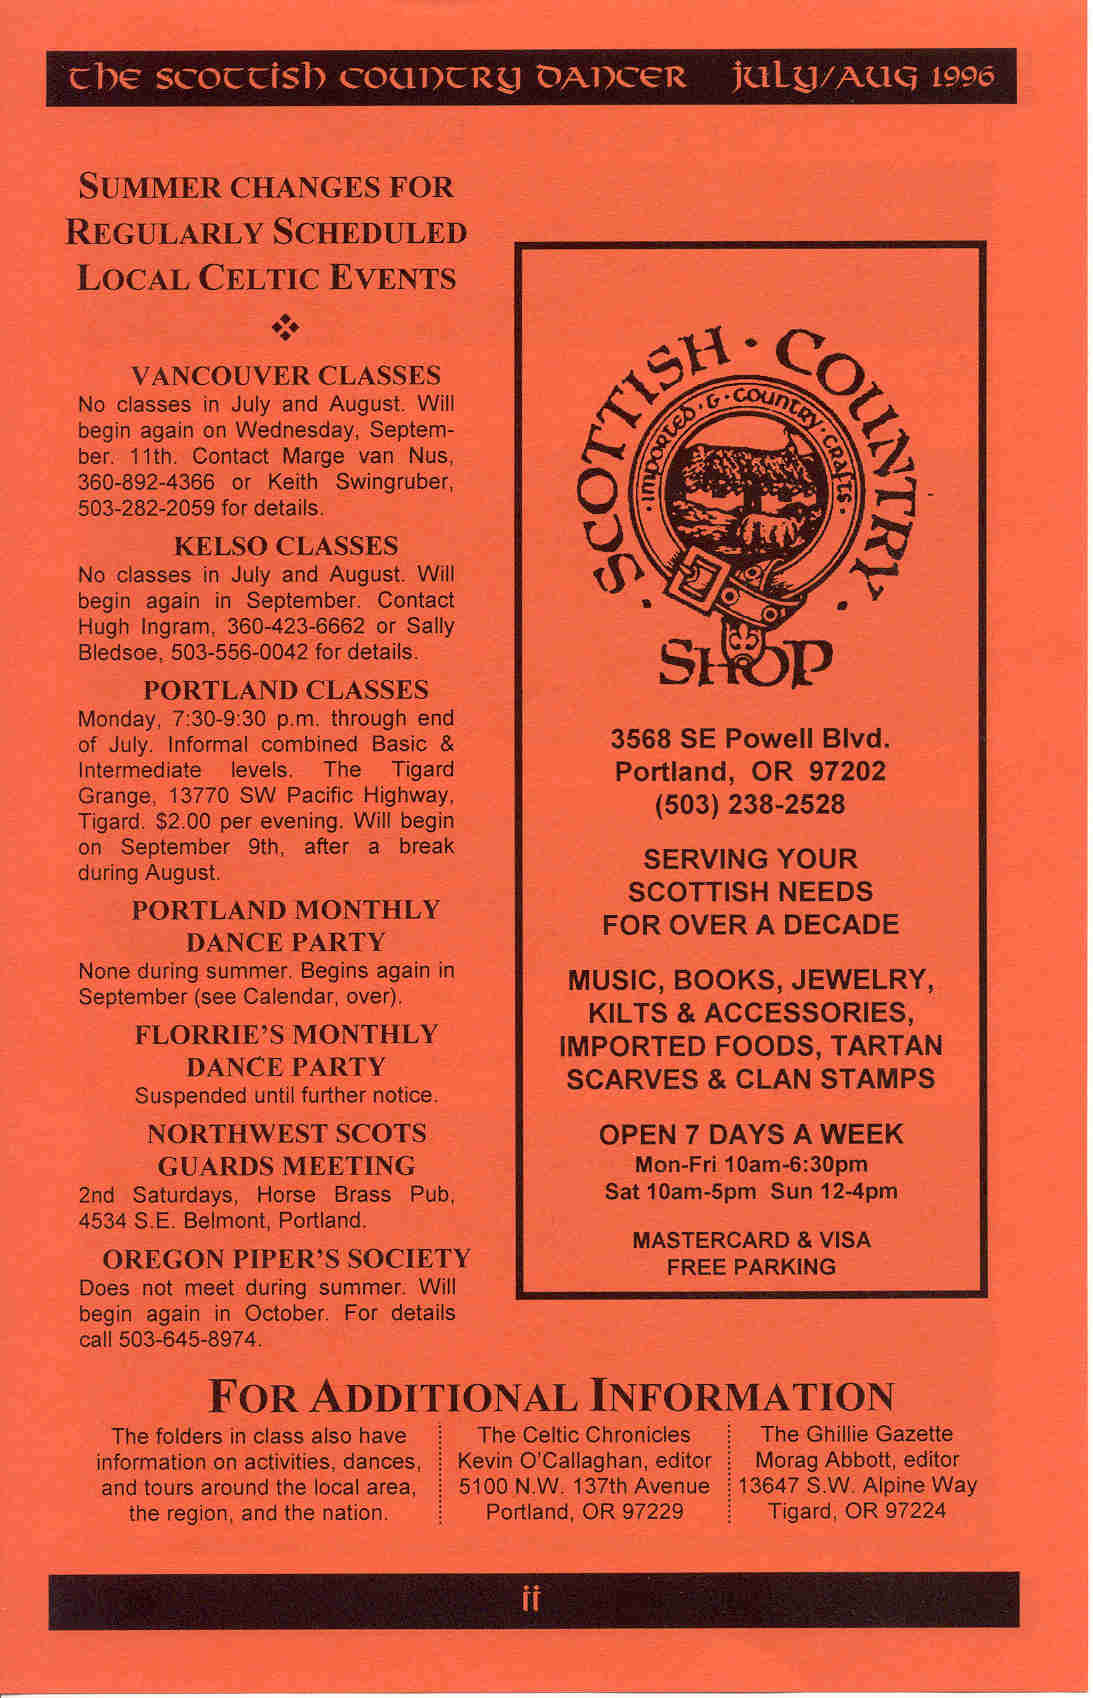 the scottish country dancer july/aug 1996
SUMMER CHANGES FOR
REGULARLY SCHEDULED
LOCAL CELTIC EVENTS
VANCOUVER CLASSES
No classes in July and August. Will
begin again on Wednesday, Septem-
ber. 11th. Contact Marge van Nus,
360-892-4366 or Keith Swingruber,
503-282-2059 for details.
KELSO CLASSES
No classes in July and August. Will
begin again in September. Contact
Hugh Ingram, 360-423-6662 or Sally
Bledsoe, 503-556-0042 for details.
PORTLAND CLASSES
Monday, 7:30-9:30 p.m. through end
of July. Informal combined Basic &
Intermediate levels. The Tigard
Grange, 13770 SW Pacific Highway,
Tigard. $2.00 per evening. Will begin
on September 9th, after a break
during August.
PORTLAND MONTHLY
DANCE PARTY
None during summer. Begins again in
September (see Calendar, over).
FLORRIE'S MONTHLY
DANCE PARTY
Suspended until further notice.
NORTHWEST SCOTS
GUARDS MEETING
2nd Saturdays, Horse Brass Pub,
4534 S.E. Belmont, Portland.
OREGON PIPER'S SOCIETY
Does not meet during summer. Will
begin again in October. For details
call 503-645-8974.
· SCOTTISH · COUNTRY ·
· imported · & · country · crafts ·
SHOP
3568 SE Powell Blvd.
Portland, OR 97202
(503) 238-2528
SERVING YOUR
SCOTTISH NEEDS
FOR OVER A DECADE
MUSIC, BOOKS, JEWELRY,
KILTS & ACCESSORIES,
IMPORTED FOODS, TARTAN
SCARVES & CLAN STAMPS
OPEN 7 DAYS A WEEK
Mon-Fri 10am-6:30pm
Sat 10am-5pm Sun 12-4pm
MASTERCARD & VISA
FREE PARKING
FOR ADDITIONAL INFORMATION
The folders in class also have
information on activities, dances,
and tours around the local area,
the region, and the nation.
The Celtic Chronicles
Kevin O'Callaghan, editor
5100 N.W. 137th Avenue
Portland, OR 97229
The Ghillie Gazette
Morag Abbott, editor
13647 S.W. Alpine Way
Tigard, OR 97224
ii